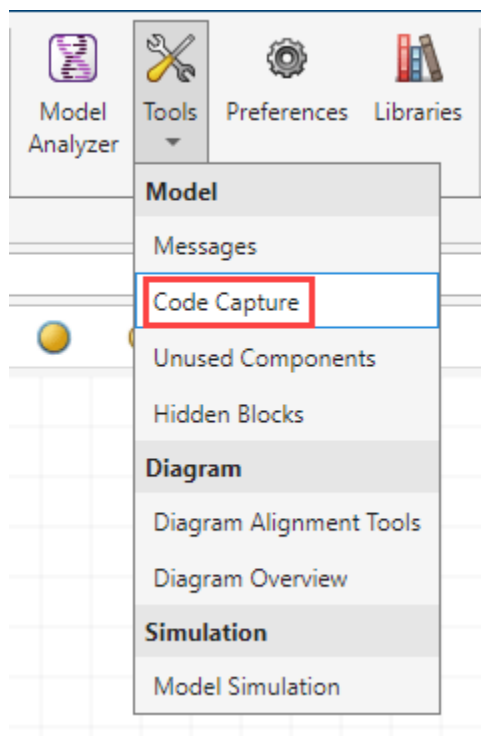 Model
Analyzer
Tools
Preferences
Libraries
Model
Messages
Code Capture
Unused Components
Hidden Blocks
Diagram
Diagram Alignment Tools
Diagram Overview
Simulation
Model Simulation